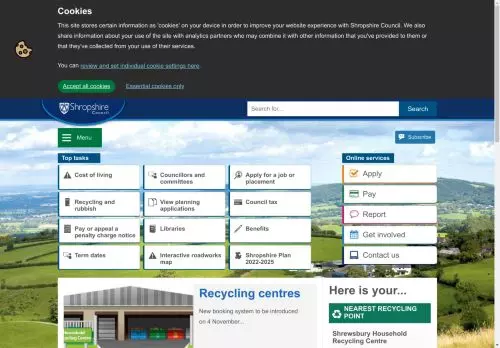 Cookies
This site stores certain information as 'cookies' on your device in order to improve your website experience with Shropshire Council. We also
share information about your use of the site with analytics partners who may combine it with other information that you've provided to them or
that they've collected from your use of their services.
You can review and set individual cookie settings here.
Accept all cookies
Essential cookies only
Shropshire
Council
Search for...
Search
Menu
Subscribe
Top tasks
Cost of living
Councillors and
committees
Apply for a job or
placement
Recycling and
rubbish
View planning
applications
Council tax
Pay or appeal a
penalty charge notice
Libraries
Benefits
Term dates
Interactive roadworks
map
Shropshire Plan
2022-2025
Online services
Apply
Pay
Report
Get involved
Contact us
Household
Recycling Centre
Recycling centres
New booking system to be introduced
on 4 November...
Here is your...
NEAREST RECYCLING
POINT
Shrewsbury Household
Recycling Centre